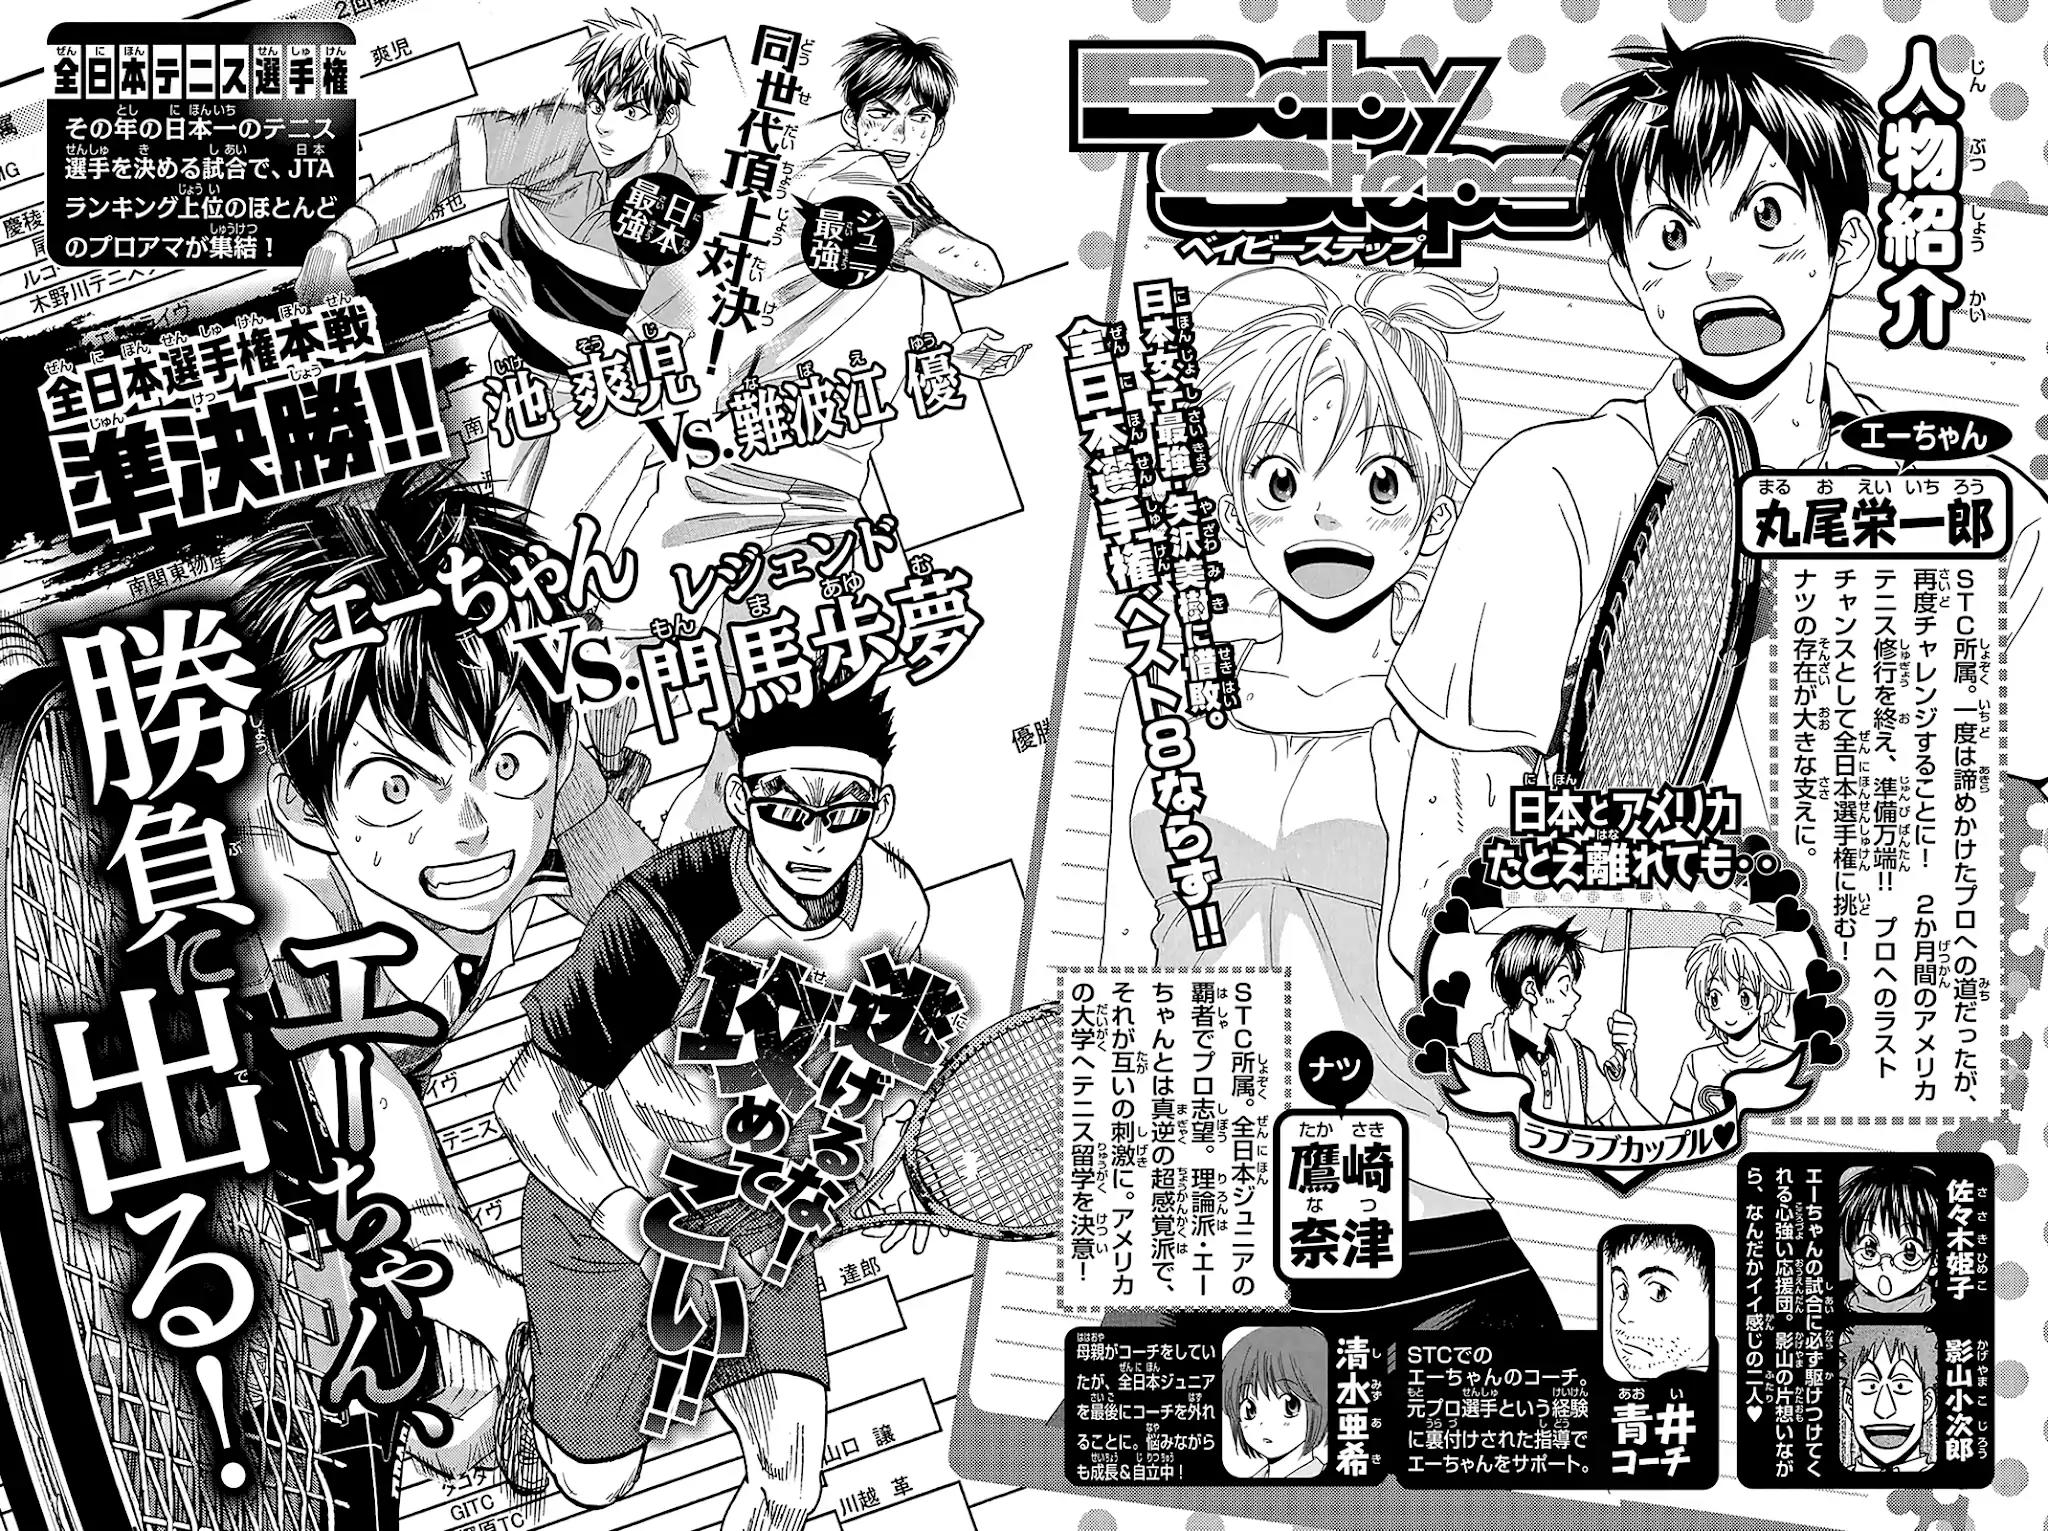 人物紹介
Baby Steps
ベイビーステップ
エーちゃん
丸尾栄一郎
まるおえいいちろう
STC所属。一度は諦めかけたプロへの道だったが、
再度チャレンジすることに! 2か月間のアメリカ
テニス修行を終え、準備万端!! プロへのラスト
チャンスとして全日本選手権に挑む!
ナツの存在が大きな支えに。
日本女子最強・矢沢美樹に惜敗。
全日本選手権ベスト8ならず!!
日本とアメリカ
たとえ離れても・・
ラブラブカップル♥
ナツ
鷹崎
奈津
たかさき
なつ
STC所属。全日本ジュニアの
覇者でプロ志望。理論派・エー
ちゃんとは真逆の超感覚派で、
それが互いの刺激に。アメリカ
の大学へテニス留学を決意!
佐々木姫子
影山小次郎
エーちゃんの試合に必ず駆けつけてく
れる心強い応援団。影山の片想いなが
ら、なんだかイイ感じの二人♥
青井
コーチ
STCでの
エーちゃんのコーチ。
元プロ選手という経験
に裏付けされた指導で
エーちゃんをサポート。
清水亜希
母親がコーチをしてい
たが、全日本ジュニア
を最後にコーチを外れ
ることに。悩みながら
も成長&自立中!
全日本テニス選手権
その年の日本一のテニス
選手を決める試合で、JTA
ランキング上位のほとんど
のプロアマが集結!
同世代頂上対決!
ジュニア最強
日本最強
池 爽児
vs.難波江 優
全日本選手権本戦
準決勝!!
エーちゃん
レジェンド
vs.門馬歩夢
逃げるな!
攻めて
こい!!
エーちゃん、
勝負に出る!
2回戦
爽児
勝也
木野川テニス
南関東物産
優勝
テニス
達郎
山口 譲
川越 革
GITC